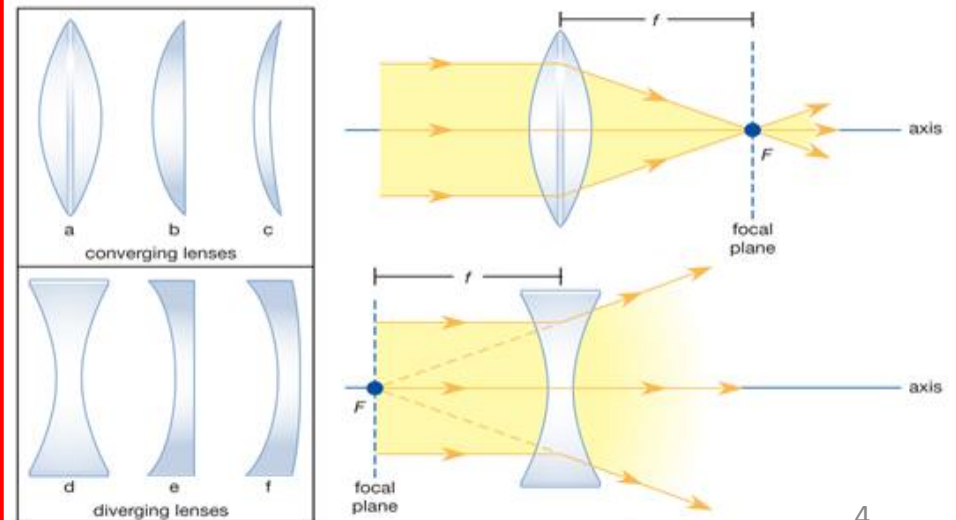 a b c
converging lenses
d e f
diverging lenses
f
F
axis
focal
plane
f
F
axis
focal
plane
4